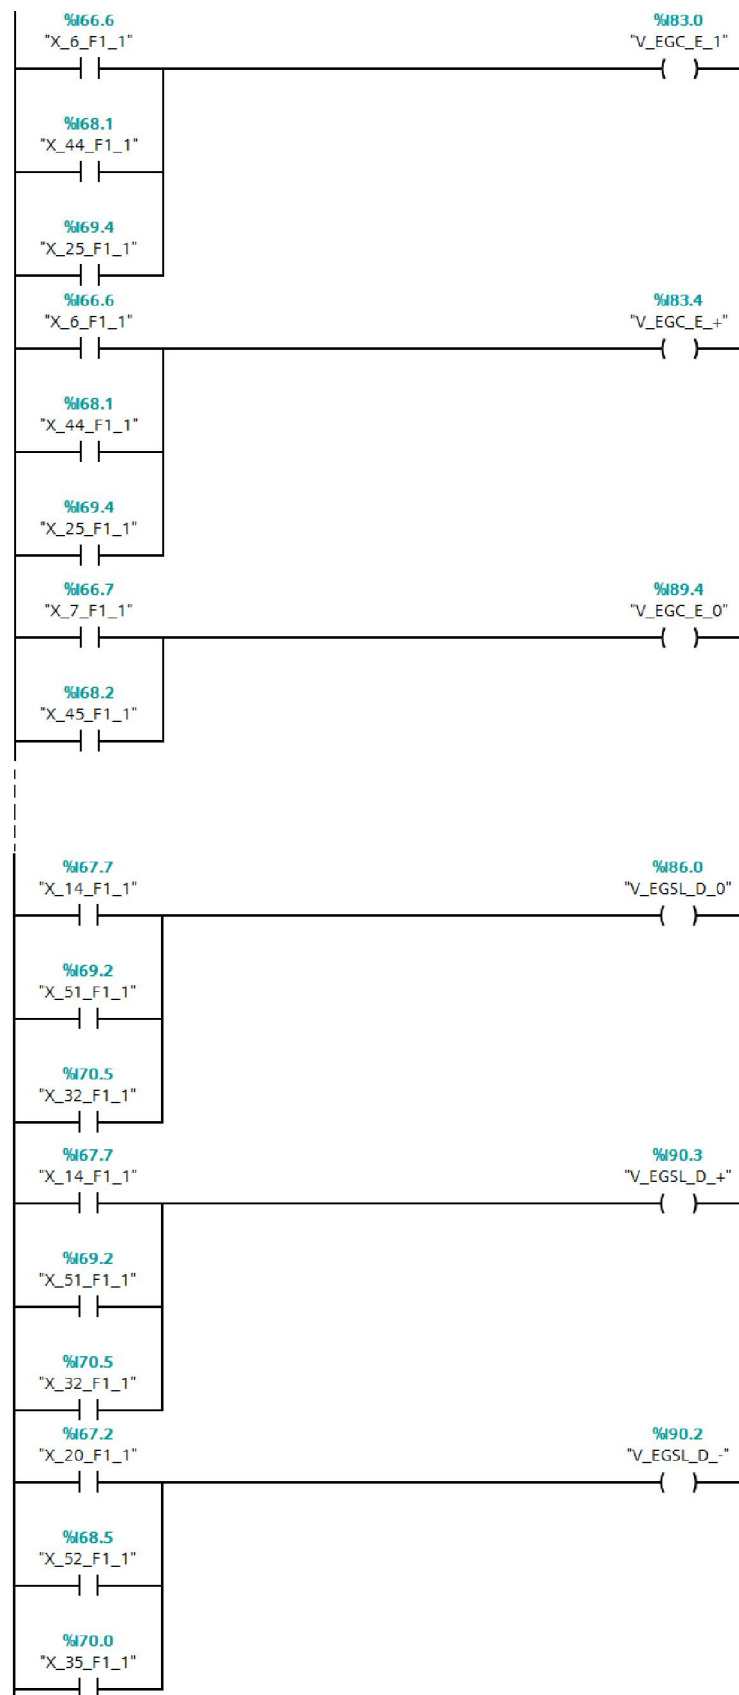 %I66.6 %I83.0
"X_6_F1_1" "V_EGC_E_1"
%I68.1
"X_44_F1_1"
%I69.4
"X_25_F1_1"
%I66.6 %I83.4
"X_6_F1_1" "V_EGC_E_+"
%I68.1
"X_44_F1_1"
%I69.4
"X_25_F1_1"
%I66.7 %I89.4
"X_7_F1_1" "V_EGC_E_0"
%I68.2
"X_45_F1_1"
%I67.7 %I86.0
"X_14_F1_1" "V_EGSL_D_0"
%I69.2
"X_51_F1_1"
%I70.5
"X_32_F1_1"
%I67.7 %I90.3
"X_14_F1_1" "V_EGSL_D_+"
%I69.2
"X_51_F1_1"
%I70.5
"X_32_F1_1"
%I67.2 %I90.2
"X_20_F1_1" "V_EGSL_D_-"
%I68.5
"X_52_F1_1"
%I70.0
"X_35_F1_1"